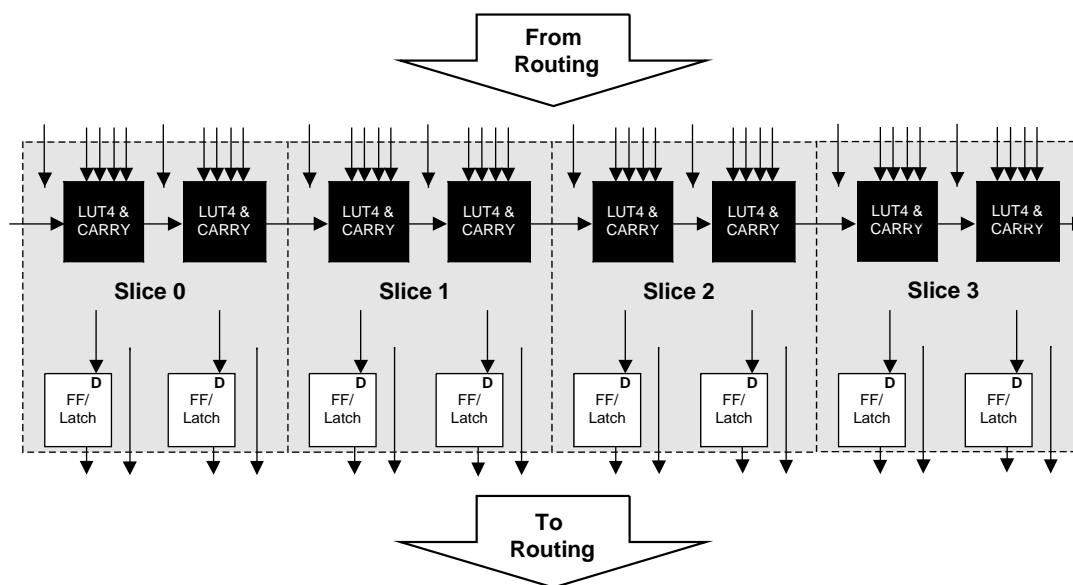 From
Routing
LUT4 &
CARRY
LUT4 &
CARRY
LUT4 &
CARRY
LUT4 &
CARRY
LUT4 &
CARRY
LUT4 &
CARRY
LUT4 &
CARRY
LUT4 &
CARRY
Slice 0
Slice 1
Slice 2
Slice 3
D
FF/
Latch
D
FF/
Latch
D
FF/
Latch
D
FF/
Latch
D
FF/
Latch
D
FF/
Latch
D
FF/
Latch
D
FF/
Latch
To
Routing